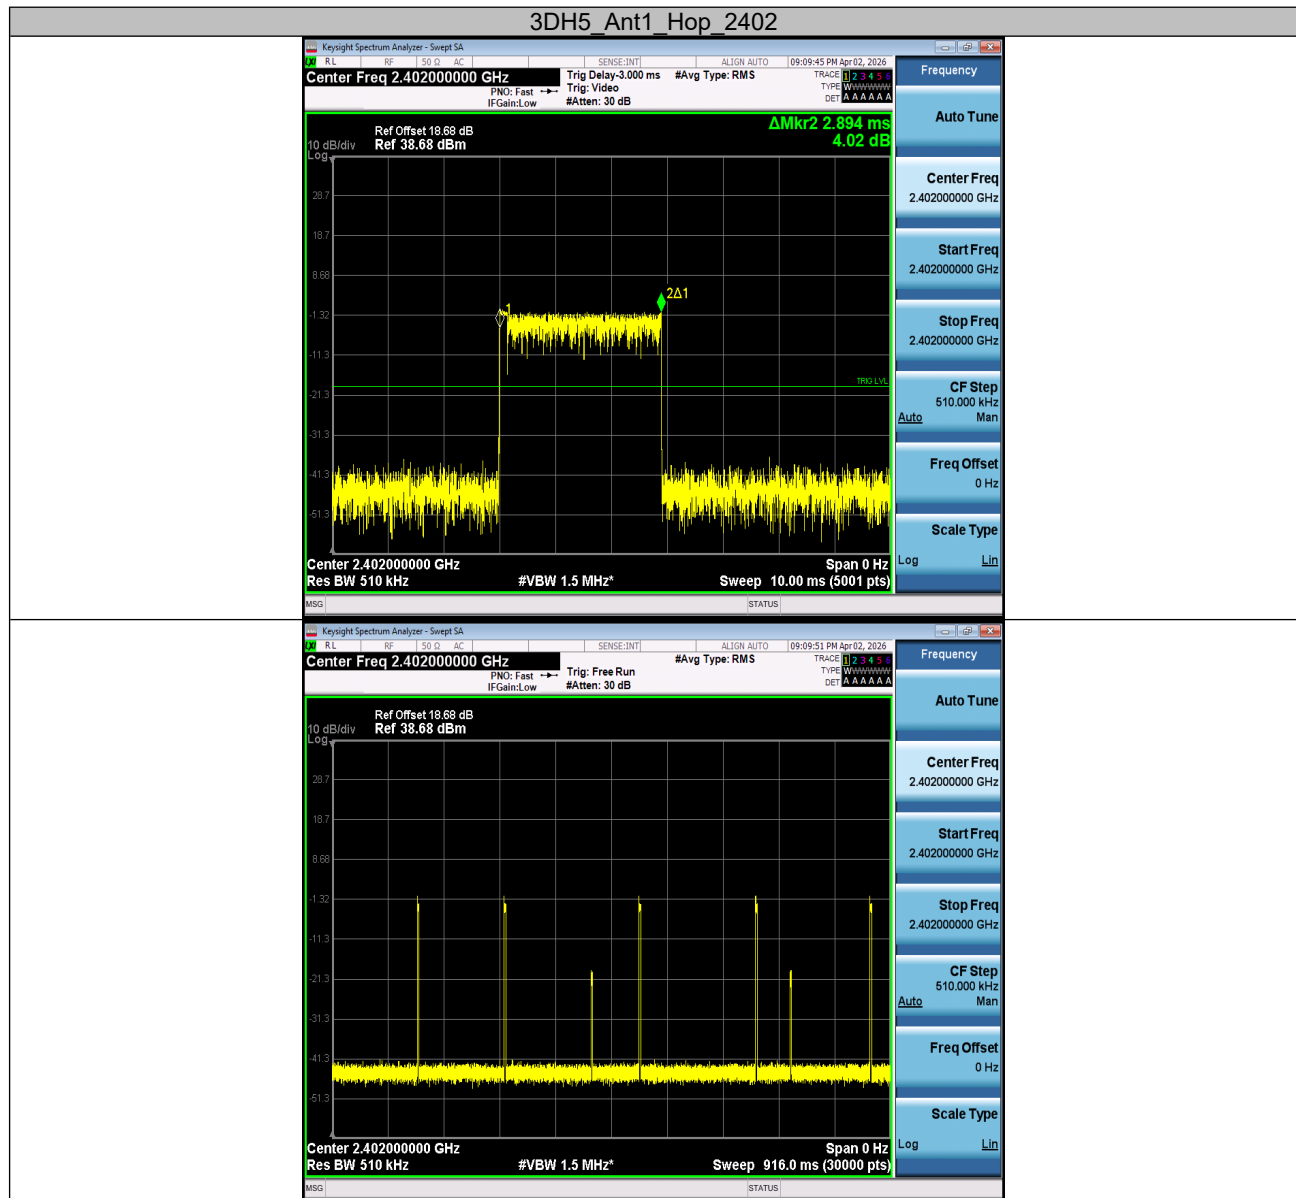 3DH5_Ant1_Hop_2402
Keysight Spectrum Analyzer - Swept SA
LXI RL RF 50 Ω AC SENSE:INT ALIGN AUTO 09:09:45 PM Apr 02, 2026
Center Freq 2.402000000 GHz
PNO: Fast
IFGain:Low
Trig Delay-3.000 ms
Trig: Video
#Atten: 30 dB
#Avg Type: RMS
TRACE 1 2 3 4 5 6
TYPE WWWWWW
DET A A A A A A
ΔMkr2 2.894 ms
4.02 dB
Ref Offset 18.68 dB
10 dB/div Ref 38.68 dBm
Log
28.7
18.7
8.68
-1.32
-11.3
-21.3
-31.3
-41.3
-51.3
1
2Δ1
TRIG LVL
Center 2.402000000 GHz Span 0 Hz
Res BW 510 kHz #VBW 1.5 MHz* Sweep 10.00 ms (5001 pts)
MSG STATUS
Frequency
Auto Tune
Center Freq
2.402000000 GHz
Start Freq
2.402000000 GHz
Stop Freq
2.402000000 GHz
CF Step
510.000 kHz
Auto Man
Freq Offset
0 Hz
Scale Type
Log Lin
Keysight Spectrum Analyzer - Swept SA
LXI RL RF 50 Ω AC SENSE:INT ALIGN AUTO 09:09:51 PM Apr 02, 2026
Center Freq 2.402000000 GHz
PNO: Fast
IFGain:Low
Trig: Free Run
#Atten: 30 dB
#Avg Type: RMS
TRACE 1 2 3 4 5 6
TYPE WWWWWW
DET A A A A A A
Ref Offset 18.68 dB
10 dB/div Ref 38.68 dBm
Log
28.7
18.7
8.68
-1.32
-11.3
-21.3
-31.3
-41.3
-51.3
Center 2.402000000 GHz Span 0 Hz
Res BW 510 kHz #VBW 1.5 MHz* Sweep 916.0 ms (30000 pts)
MSG STATUS
Frequency
Auto Tune
Center Freq
2.402000000 GHz
Start Freq
2.402000000 GHz
Stop Freq
2.402000000 GHz
CF Step
510.000 kHz
Auto Man
Freq Offset
0 Hz
Scale Type
Log Lin